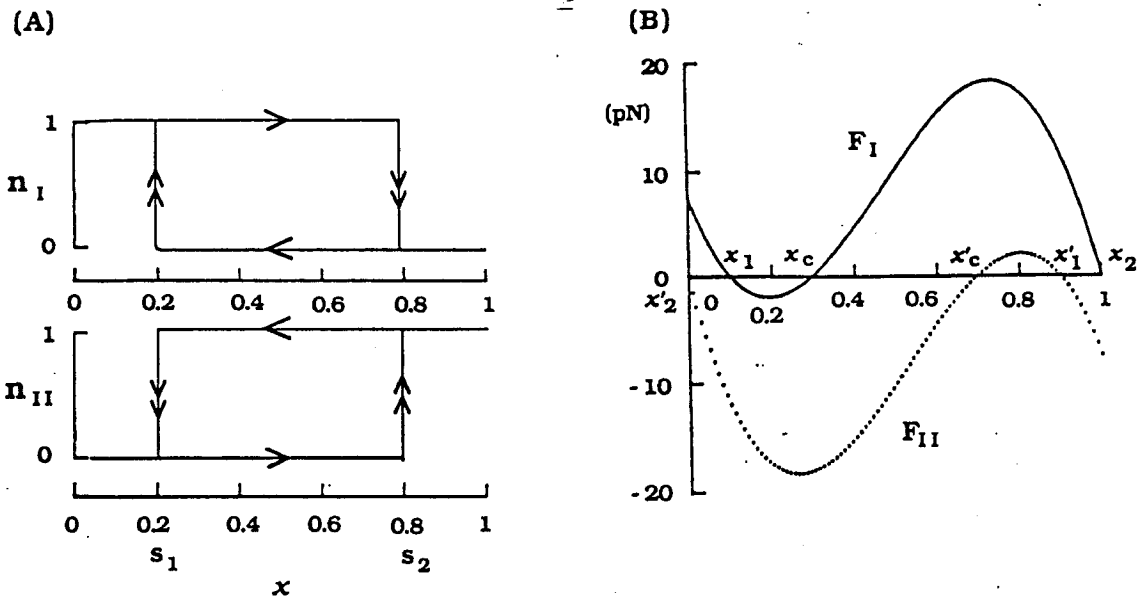 (A)
1
n I
0
0 0.2 0.4 0.6 0.8 1
1
n II
0
0 0.2 0.4 0.6 0.8 1
s 1 s 2
x
(B)
20
(pN)
F I
10
x 1 x c x' c x' 1 x 2
0
x' 2 0 0.2 0.4 0.6 0.8 1
-10
F II
-20